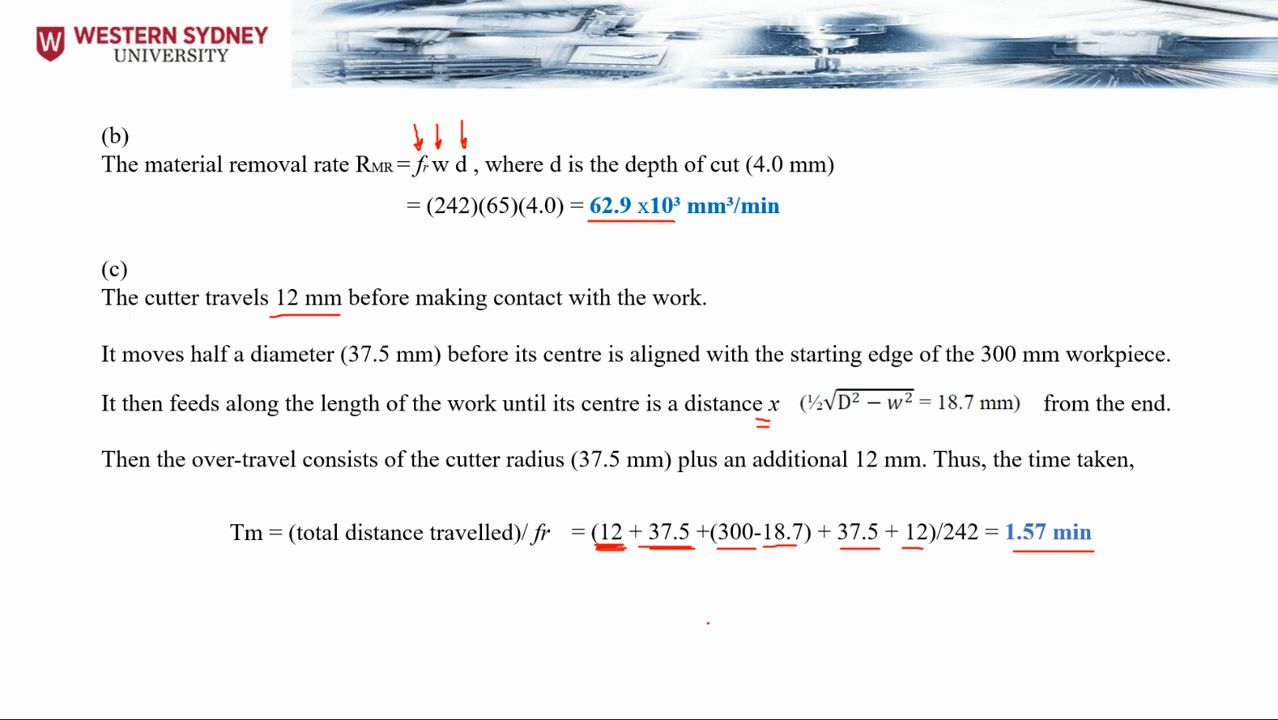 WESTERN SYDNEY
UNIVERSITY
(b)
The material removal rate RMR = fr w d , where d is the depth of cut (4.0 mm)
= (242)(65)(4.0) = 62.9 x10³ mm³/min
(c)
The cutter travels 12 mm before making contact with the work.
It moves half a diameter (37.5 mm) before its centre is aligned with the starting edge of the 300 mm workpiece.
It then feeds along the length of the work until its centre is a distance x (½√D² − w² = 18.7 mm) from the end.
Then the over-travel consists of the cutter radius (37.5 mm) plus an additional 12 mm. Thus, the time taken,
Tm = (total distance travelled)/ fr = (12 + 37.5 +(300-18.7) + 37.5 + 12)/242 = 1.57 min